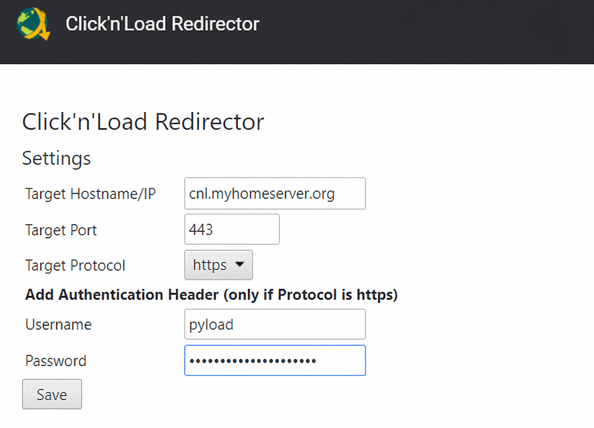 Click'n'Load Redirector
Click'n'Load Redirector
Settings
Target Hostname/IP cnl.myhomeserver.org
Target Port 443
Target Protocol https
Add Authentication Header (only if Protocol is https)
Username pyload
Password •••••••••••••••••••••
Save